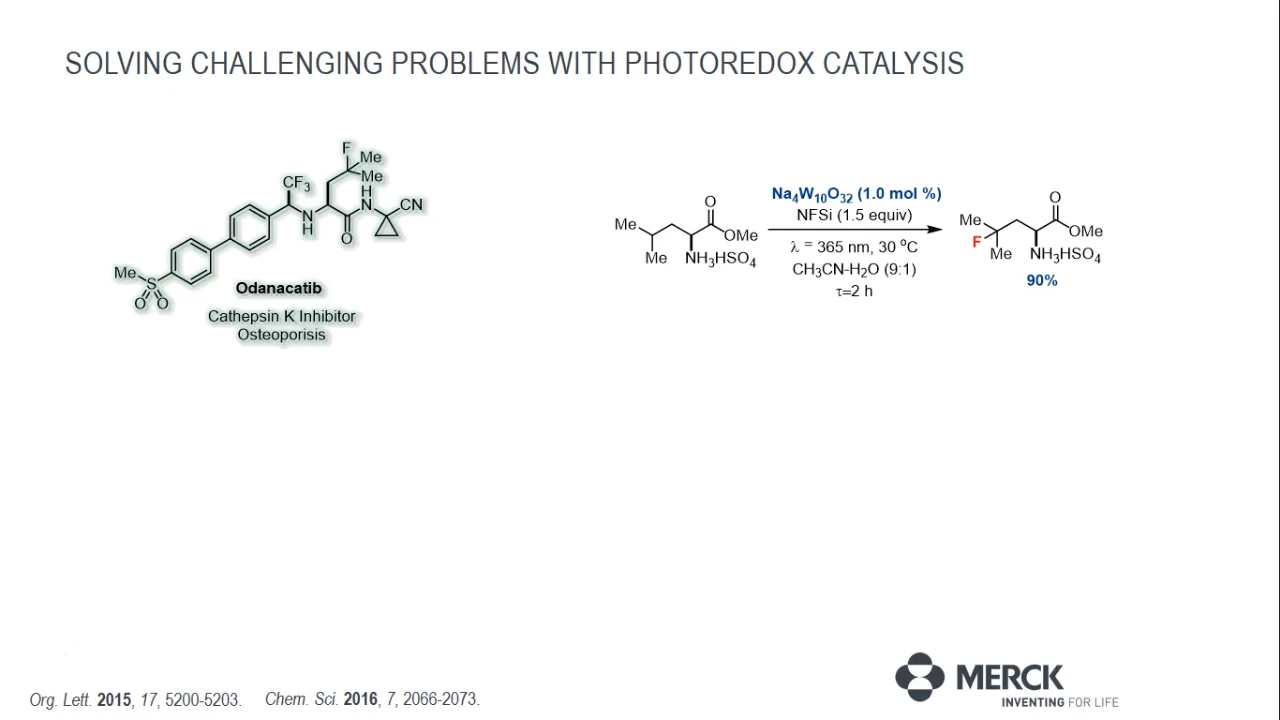 SOLVING CHALLENGING PROBLEMS WITH PHOTOREDOX CATALYSIS
F
Me
CF3
Me
H
N
CN
N
H
O
Me
S
O O
Odanacatib
Cathepsin K Inhibitor
Osteoporisis
Me
O
OMe
Me
NH3HSO4
Na4W10O32 (1.0 mol %)
NFSi (1.5 equiv)
λ = 365 nm, 30 ºC
CH3CN-H2O (9:1)
τ=2 h
Me
O
F
OMe
Me
NH3HSO4
90%
Org. Lett. 2015, 17, 5200-5203. Chem. Sci. 2016, 7, 2066-2073.
MERCK
INVENTING FOR LIFE